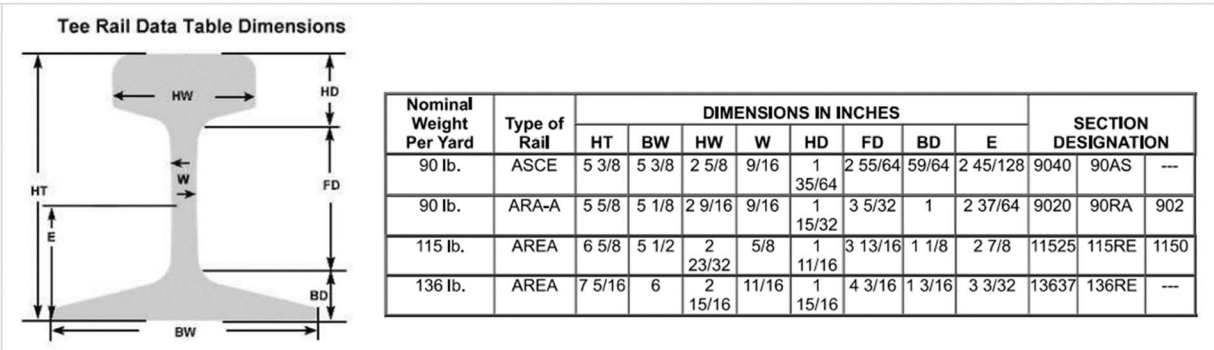 Tee Rail Data Table Dimensions
HW
HD
W
HT
FD
E
BD
BW
Nominal Weight Per Yard
Type of Rail
DIMENSIONS IN INCHES
SECTION DESIGNATION
HT BW HW W HD FD BD E
90 lb. ASCE 5 3/8 5 3/8 2 5/8 9/16 1 35/64 2 55/64 59/64 2 45/128 9040 90AS ---
90 lb. ARA-A 5 5/8 5 1/8 2 9/16 9/16 1 15/32 3 5/32 1 2 37/64 9020 90RA 902
115 lb. AREA 6 5/8 5 1/2 2 23/32 5/8 1 11/16 3 13/16 1 1/8 2 7/8 11525 115RE 1150
136 lb. AREA 7 5/16 6 2 15/16 11/16 1 15/16 4 3/16 1 3/16 3 3/32 13637 136RE ---